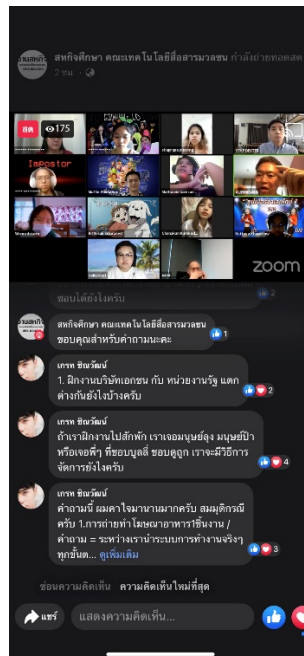 สหกิจศึกษา คณะเทคโนโลยีสื่อสารมวลชน กำลังถ่ายทอดสด
2 ชม.
สด 175
Impostor
zoom
ชอบได้ยังไงครับ
2
สหกิจศึกษา คณะเทคโนโลยีสื่อสารมวลชน
ขอบคุณสำหรับคำถามนะคะ
1
เกรท ชิณวัฒน์
1. ฝึกงานบริษัทเอกชน กับ หน่วยงานรัฐ แตก
ต่างกันยังไงบ้างครับ
2
เกรท ชิณวัฒน์
ถ้าเราฝึกงานไปสักพัก เราเจอมนุษย์ลุง มนุษย์ป้า
หรือเจอพี่ๆ ที่ชอบบูลลี่ ชอบดูถูก เราจะมีวิธีการ
จัดการยังไงครับ
4
เกรท ชิณวัฒน์
คำถามนี้ ผมคาใจมานานมากครับ สมมุติกรณี
ครับ 1.การถ่ายทำโฆษณาอาหาร1ชิ้นงาน /
คำถาม = ระหว่างเรานำระบบการทำงานจริงๆ
ทุกขั้นต... ดูเพิ่มเติม
3
ซ่อนความคิดเห็น ความคิดเห็นใหม่ที่สุด
แชร์ แสดงความคิดเห็น...